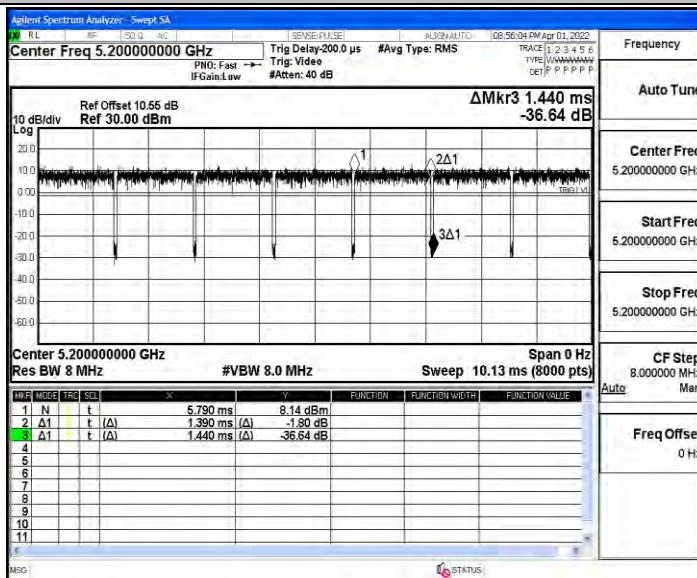 Agilent Spectrum Analyzer - Swept SA
RL RF 50 Ω AC SENSE:PULSE ALIGNAUTO 08:56:04 PM Apr 01, 2022
Center Freq 5.200000000 GHz
PNO: Fast
IFGain:Low
Trig Delay-200.0 µs
Trig: Video
#Atten: 40 dB
#Avg Type: RMS
TRACE 1 2 3 4 5 6
TYPE
DET P P P P P P
Ref Offset 10.55 dB
10 dB/div Ref 30.00 dBm
Log
ΔMkr3 1.440 ms
-36.64 dB
20.0
10.0
0.00
-10.0
-20.0
-30.0
-40.0
-50.0
-60.0
1
2Δ1
3Δ1
TRIG LVL
Center 5.200000000 GHz Span 0 Hz
Res BW 8 MHz #VBW 8.0 MHz Sweep 10.13 ms (8000 pts)
MKR MODE TRC SCL X Y FUNCTION FUNCTION WIDTH FUNCTION VALUE
1 N t 5.790 ms 8.14 dBm
2 Δ1 t (Δ) 1.390 ms (Δ) -1.80 dB
3 Δ1 t (Δ) 1.440 ms (Δ) -36.64 dB
4
5
6
7
8
9
10
11
MSG STATUS
Frequency
Auto Tune
Center Freq
5.200000000 GHz
Start Freq
5.200000000 GHz
Stop Freq
5.200000000 GHz
CF Step
8.000000 MHz
Auto Man
Freq Offset
0 Hz